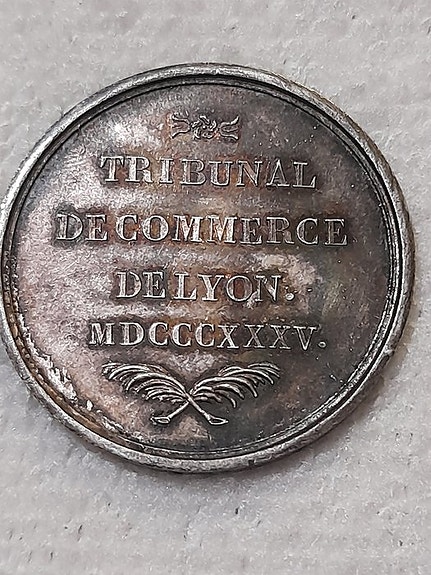 TRIBUNAL
DE COMMERCE
DE LYON.
MDCCCXXXV.